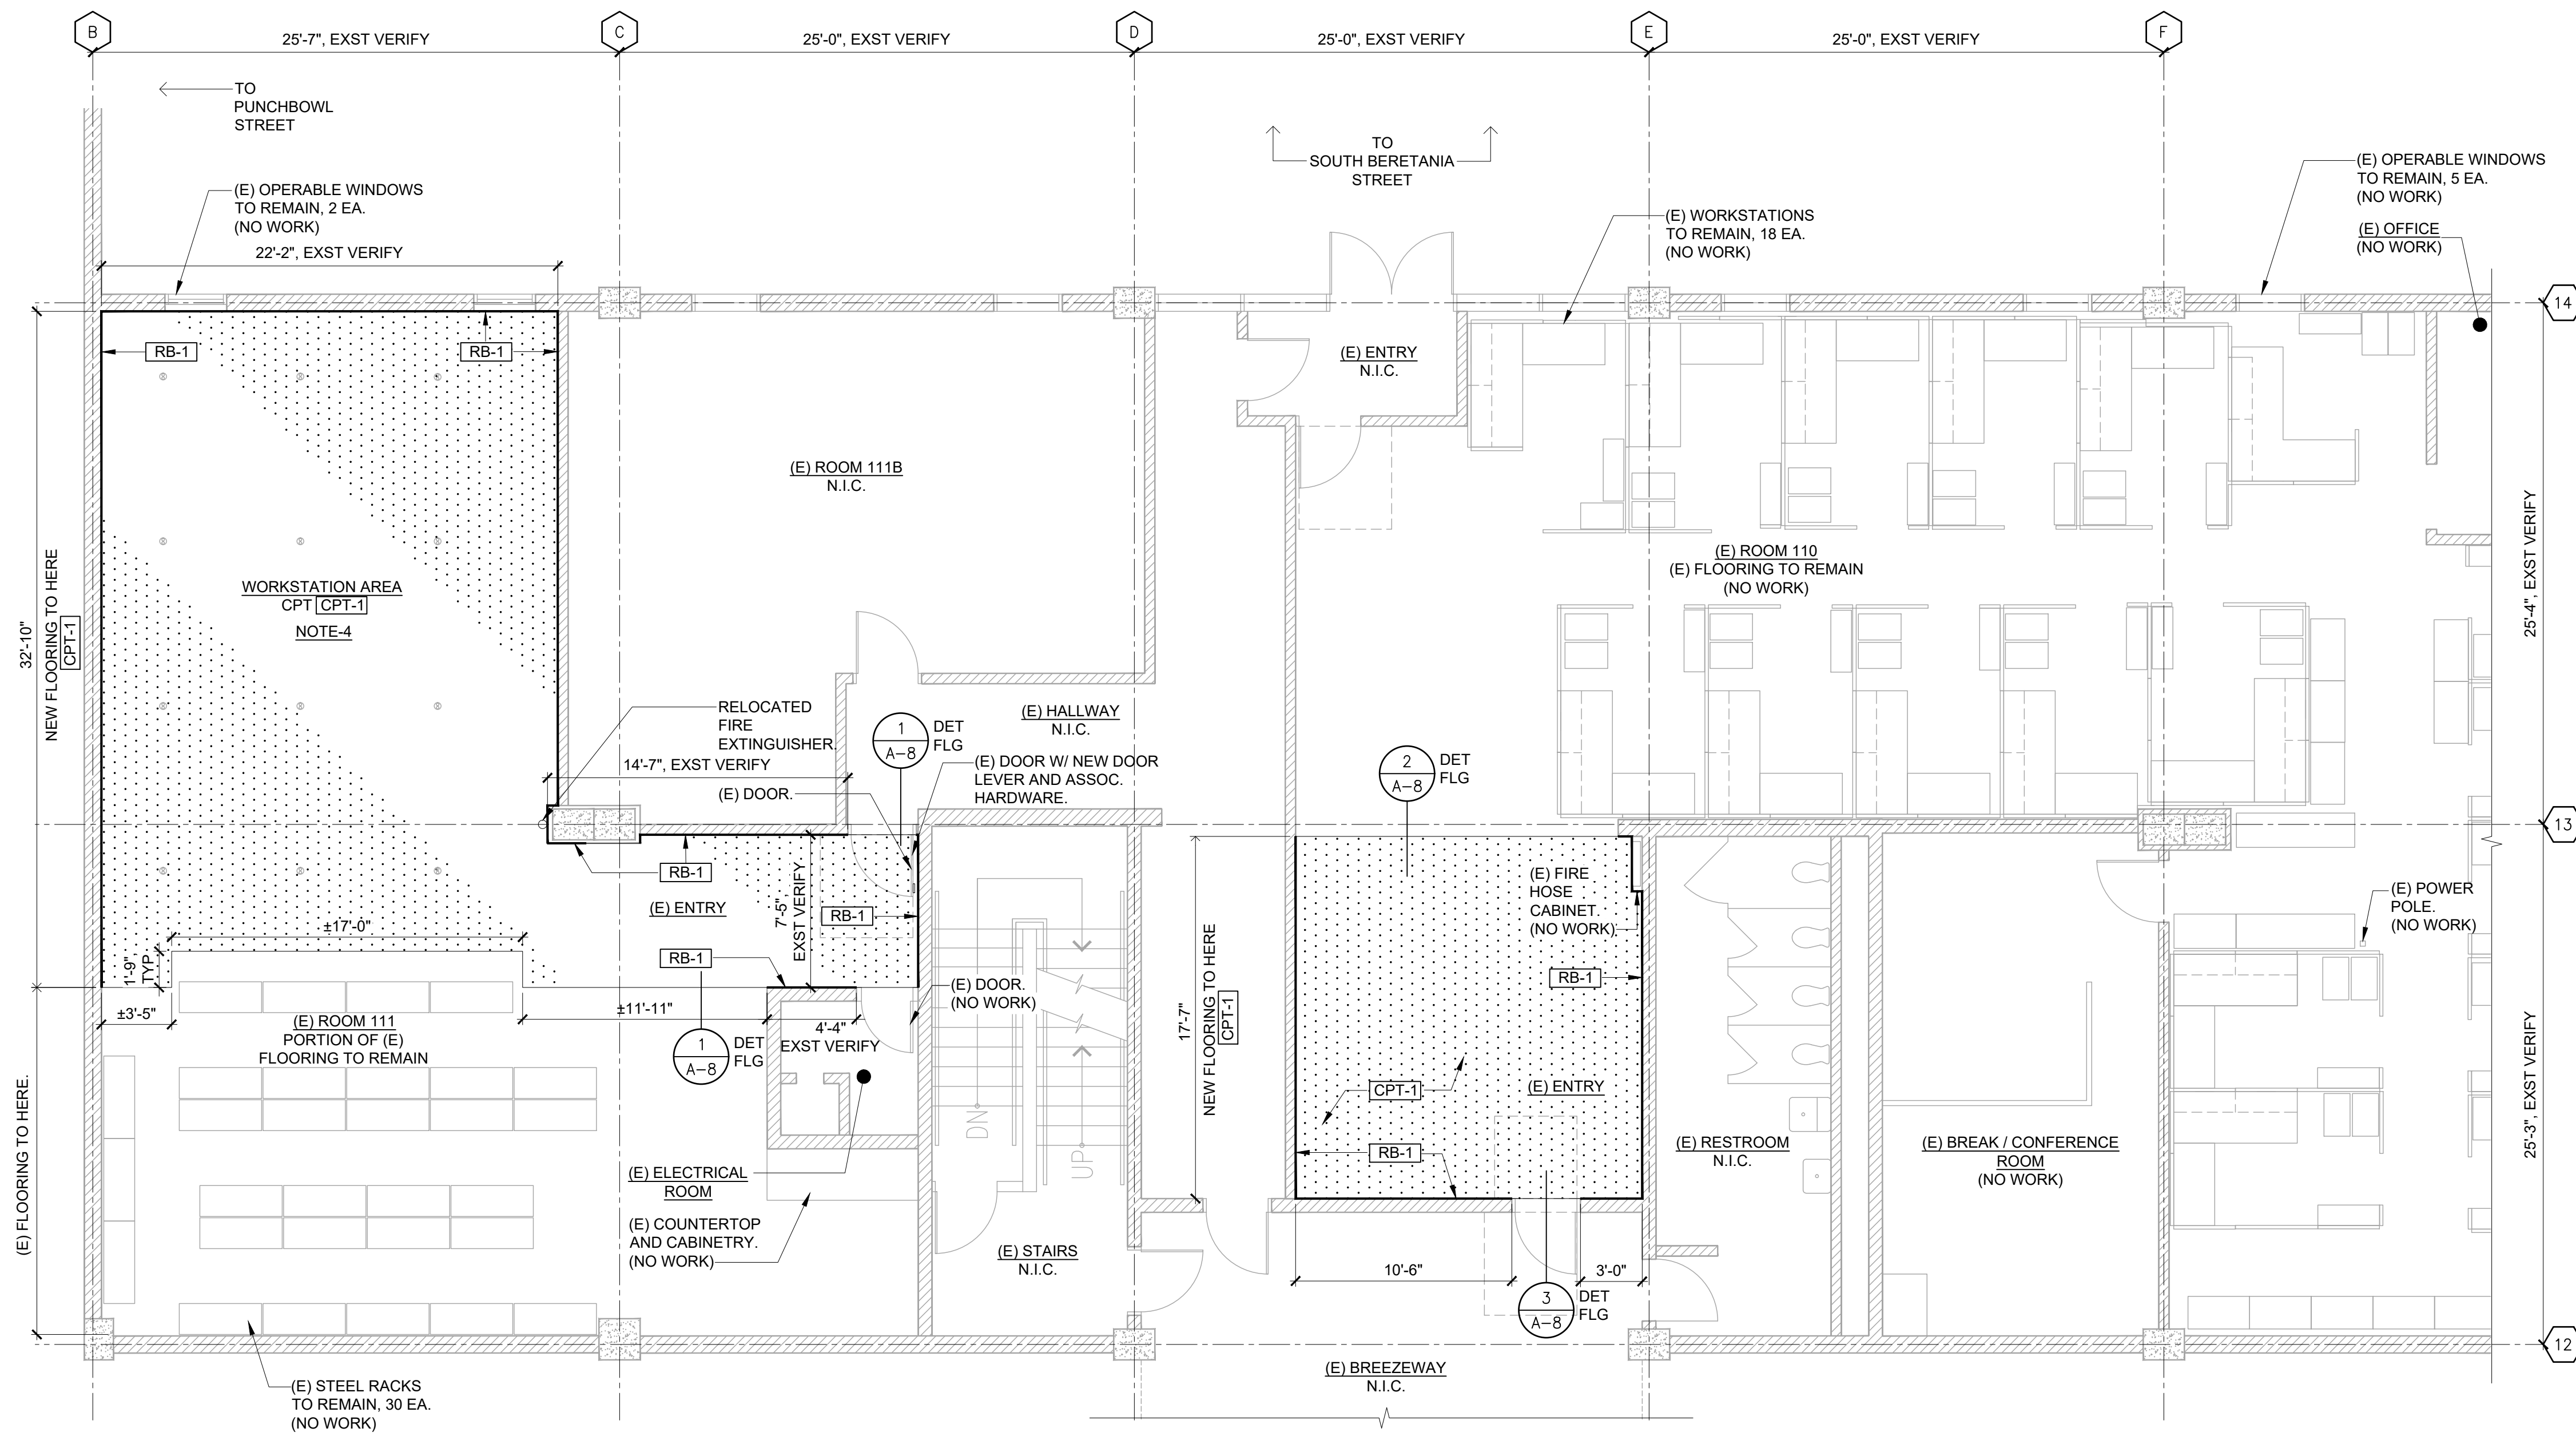 B
C
D
E
F
25'-7", EXST VERIFY
25'-0", EXST VERIFY
25'-0", EXST VERIFY
25'-0", EXST VERIFY
TO
PUNCHBOWL
STREET
TO
SOUTH BERETANIA
STREET
(E) OPERABLE WINDOWS
TO REMAIN, 2 EA.
(NO WORK)
22'-2", EXST VERIFY
(E) WORKSTATIONS
TO REMAIN, 18 EA.
(NO WORK)
(E) OPERABLE WINDOWS
TO REMAIN, 5 EA.
(NO WORK)
(E) OFFICE
(NO WORK)
14
RB-1
RB-1
(E) ENTRY
N.I.C.
(E) ROOM 111B
N.I.C.
(E) ROOM 110
(E) FLOORING TO REMAIN
(NO WORK)
25'-4", EXST VERIFY
32'-10"
NEW FLOORING TO HERE
CPT-1
WORKSTATION AREA
CPT CPT-1
NOTE-4
RELOCATED
FIRE
EXTINGUISHER.
14'-7", EXST VERIFY
(E) DOOR.
1
A-8
DET
FLG
(E) HALLWAY
N.I.C.
(E) DOOR W/ NEW DOOR
LEVER AND ASSOC.
HARDWARE.
2
A-8
DET
FLG
13
RB-1
(E) ENTRY
7'-5",
EXST VERIFY
RB-1
RB-1
(E) FIRE
HOSE
CABINET.
(NO WORK)
(E) POWER
POLE.
(NO WORK)
±17'-0"
1'-9",
TYP
±3'-5"
±11'-11"
4'-4"
EXST VERIFY
(E) DOOR.
(NO WORK)
RB-1
17'-7"
NEW FLOORING TO HERE
CPT-1
(E) ROOM 111
PORTION OF (E)
FLOORING TO REMAIN
1
A-8
DET
FLG
CPT-1
(E) ENTRY
RB-1
DN
UP
(E) FLOORING TO HERE.
(E) ELECTRICAL
ROOM
(E) COUNTERTOP
AND CABINETRY.
(NO WORK)
(E) STAIRS
N.I.C.
(E) RESTROOM
N.I.C.
(E) BREAK / CONFERENCE
ROOM
(NO WORK)
25'-3", EXST VERIFY
10'-6"
3'-0"
3
A-8
DET
FLG
12
(E) BREEZEWAY
N.I.C.
(E) STEEL RACKS
TO REMAIN, 30 EA.
(NO WORK)